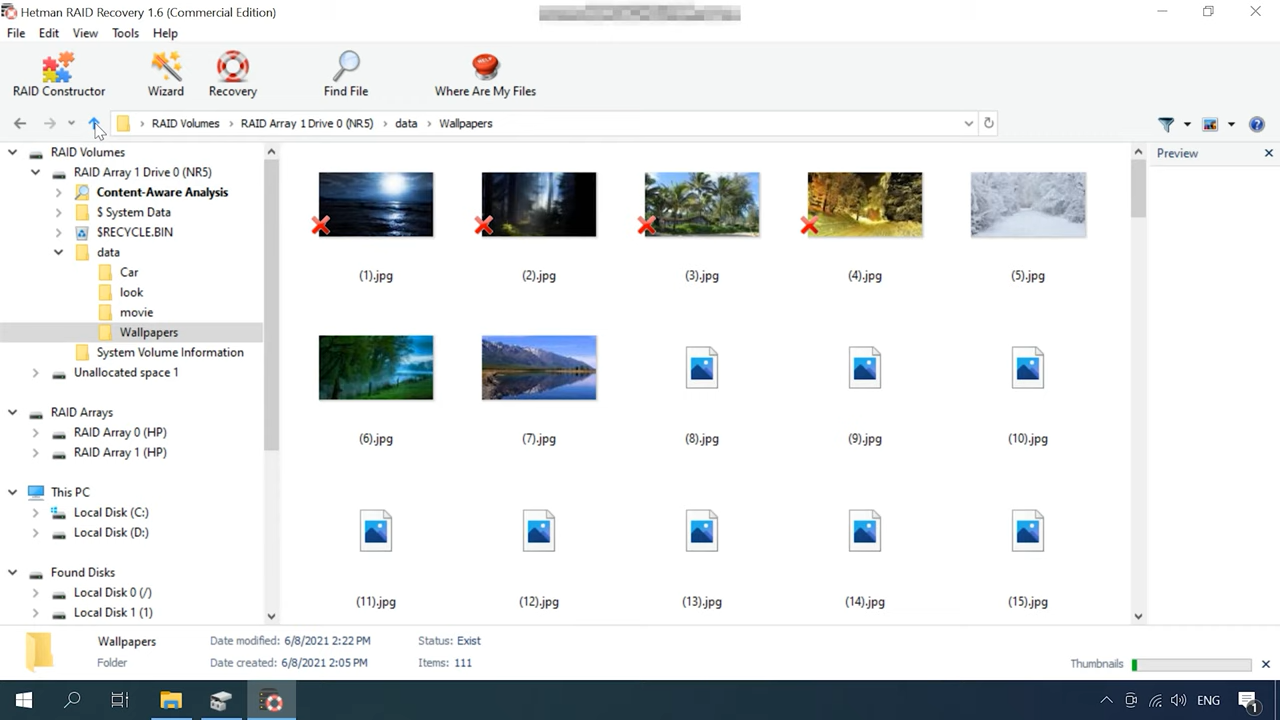 Hetman RAID Recovery 1.6 (Commercial Edition)
File Edit View Tools Help
RAID Constructor Wizard Recovery Find File Where Are My Files
HELP
RAID Volumes RAID Array 1 Drive 0 (NR5) data Wallpapers
RAID Volumes
RAID Array 1 Drive 0 (NR5)
Content-Aware Analysis
$ System Data
$RECYCLE.BIN
data
Car
look
movie
Wallpapers
System Volume Information
Unallocated space 1
RAID Arrays
RAID Array 0 (HP)
RAID Array 1 (HP)
This PC
Local Disk (C:)
Local Disk (D:)
Found Disks
Local Disk 0 (/)
Local Disk 1 (1)
(1).jpg (2).jpg (3).jpg (4).jpg (5).jpg
(6).jpg (7).jpg (8).jpg (9).jpg (10).jpg
(11).jpg (12).jpg (13).jpg (14).jpg (15).jpg
Preview
Wallpapers Date modified: 6/8/2021 2:22 PM Status: Exist
Folder Date created: 6/8/2021 2:05 PM Items: 111
Thumbnails
ENG
1